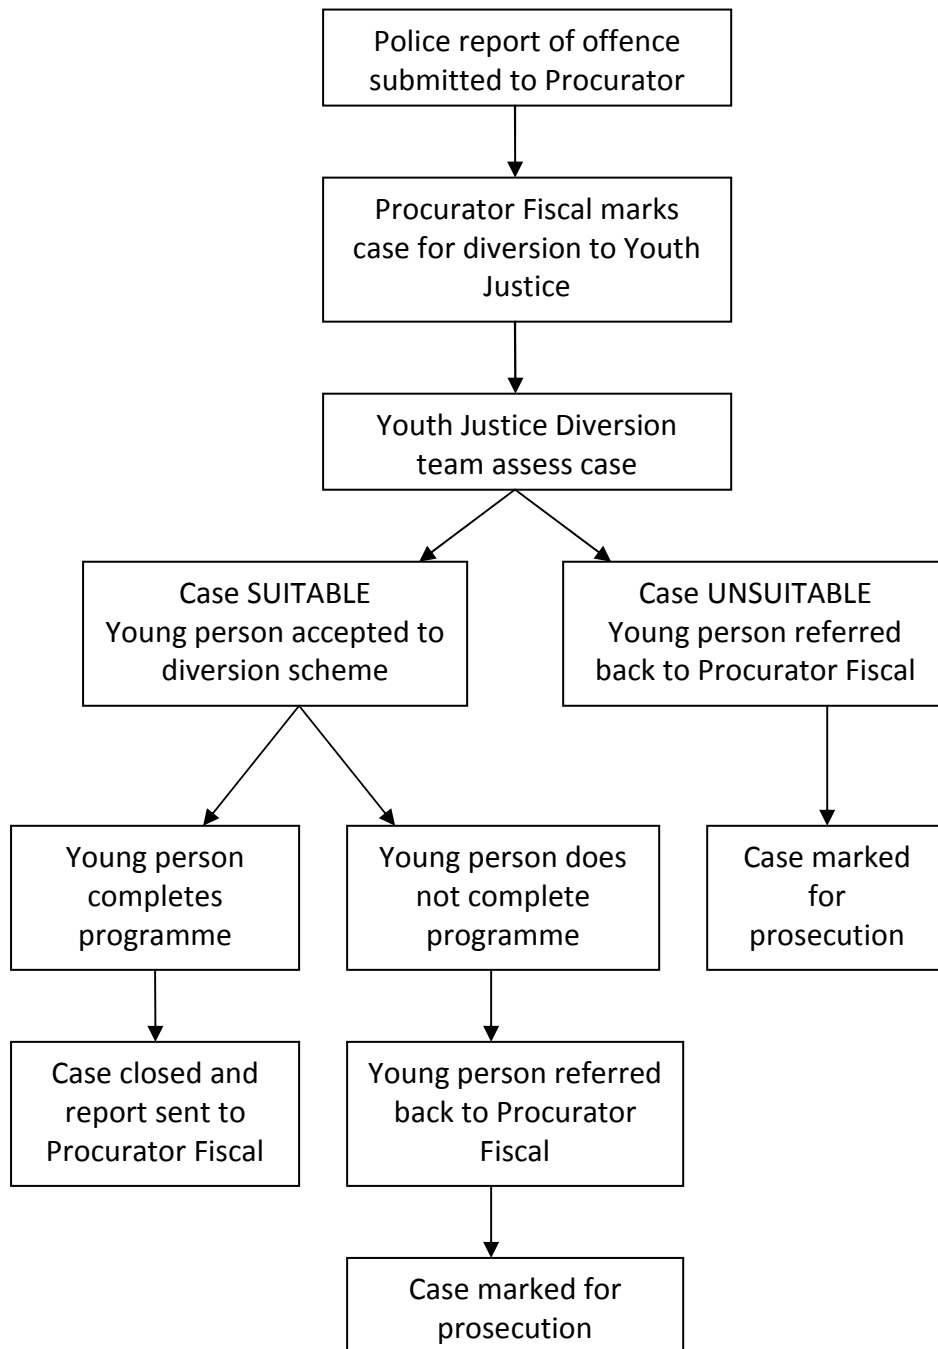 Police report of offence
submitted to Procurator
Procurator Fiscal marks
case for diversion to Youth
Justice
Youth Justice Diversion
team assess case
Case SUITABLE
Young person accepted to
diversion scheme
Case UNSUITABLE
Young person referred
back to Procurator Fiscal
Young person
completes
programme
Young person does
not complete
programme
Case marked
for
prosecution
Case closed and
report sent to
Procurator Fiscal
Young person referred
back to Procurator
Fiscal
Case marked for
prosecution